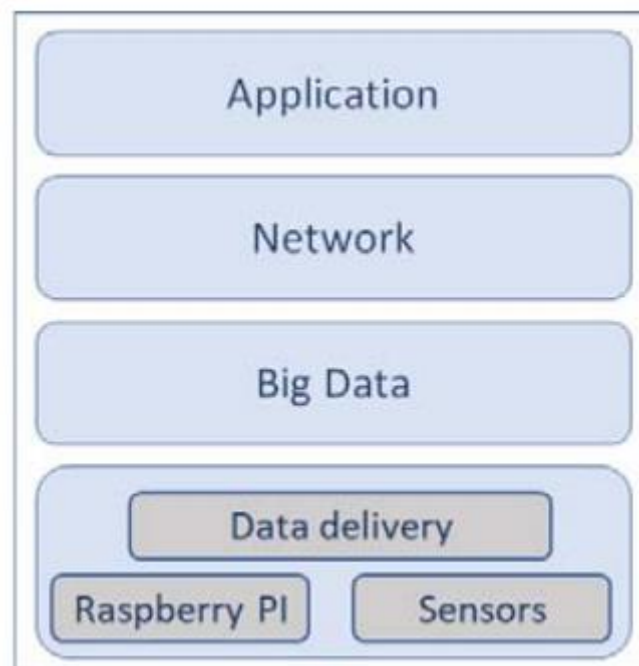 Application
Network
Big Data
Data delivery
Raspberry PI
Sensors